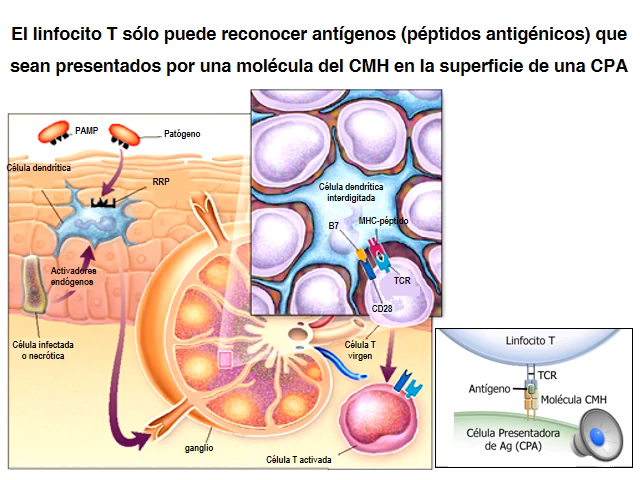 El linfocito T sólo puede reconocer antígenos (péptidos antigénicos) que
sean presentados por una molécula del CMH en la superficie de una CPA
PAMP
Patógeno
Célula dendrítica
RRP
Activadores
endógenos
Célula infectada
o necrótica
ganglio
Célula dendrítica
interdigitada
B7
MHC-péptido
TCR
CD28
Célula T
virgen
Célula T activada
Linfocito T
TCR
Antígeno
Molécula CMH
Célula Presentadora
de Ag (CPA)